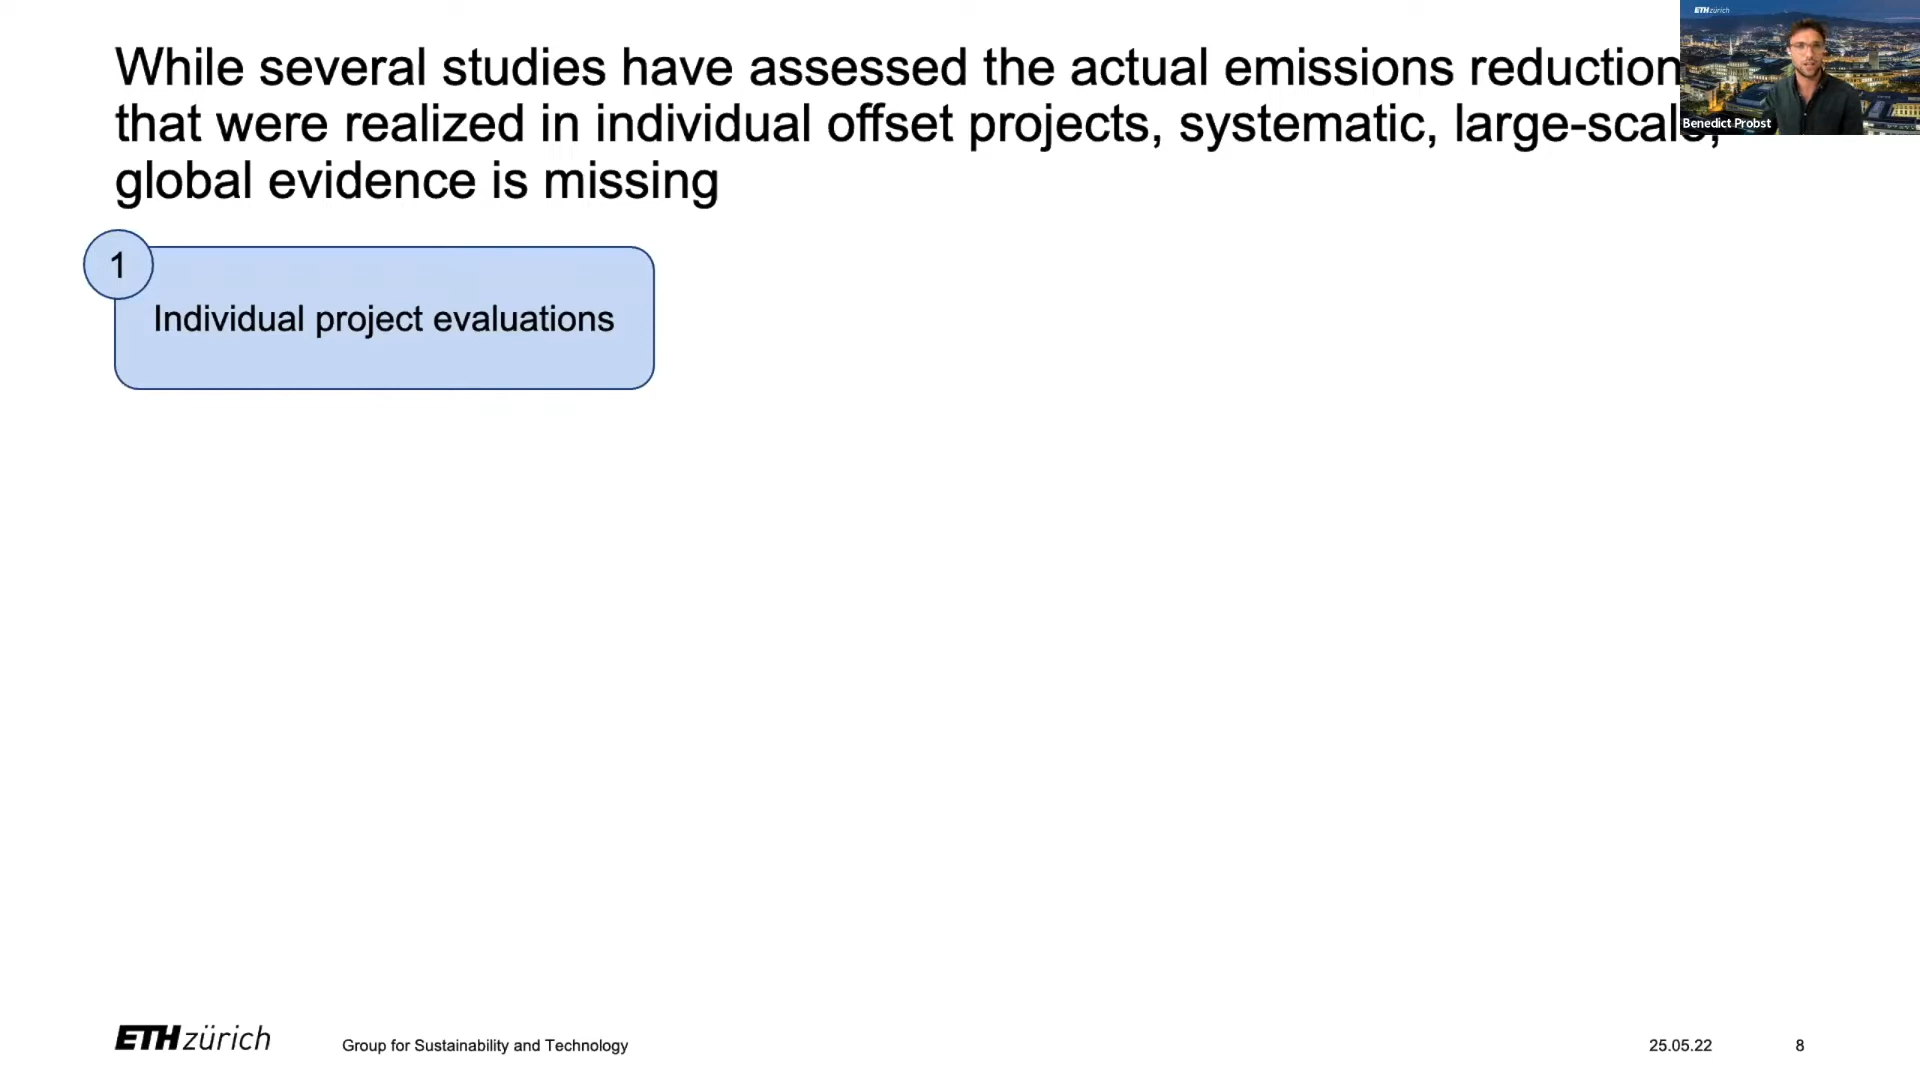 While several studies have assessed the actual emissions reduction
that were realized in individual offset projects, systematic, large-scale,
global evidence is missing
ETH zürich
Benedict Probst
1
Individual project evaluations
ETH zürich
Group for Sustainability and Technology
25.05.22
8